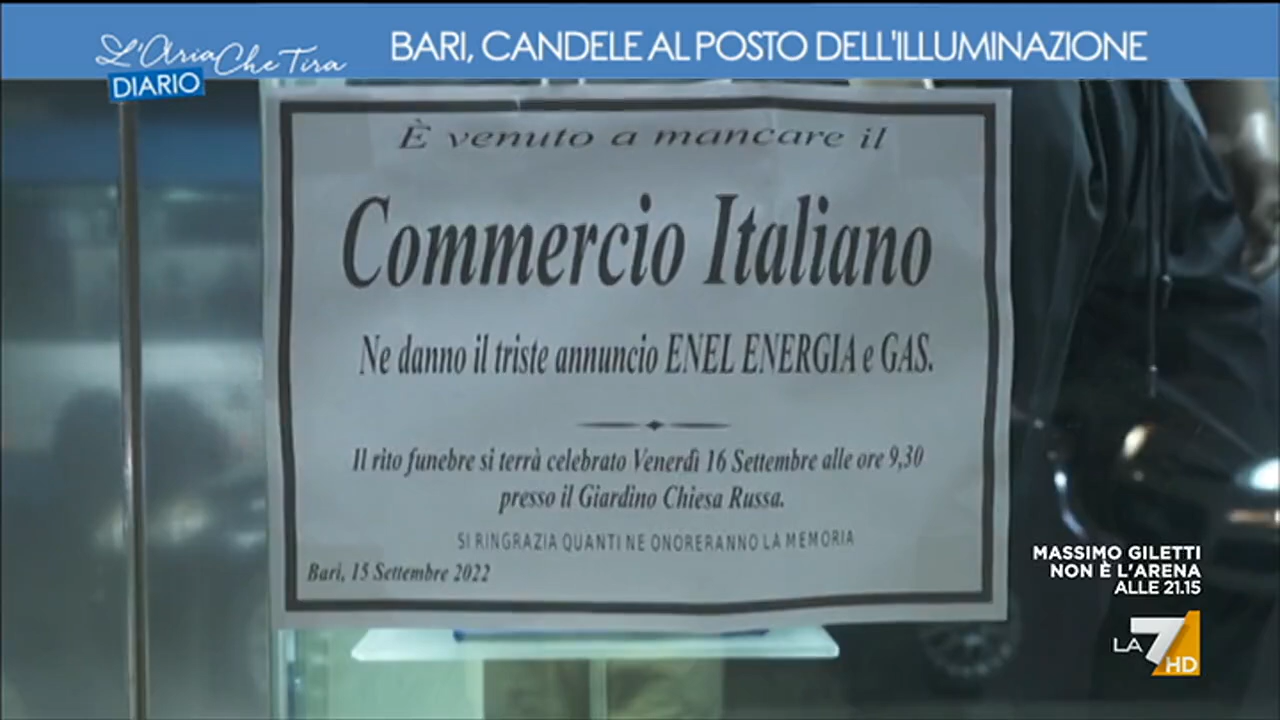 L'Aria Che Tira
DIARIO
BARI, CANDELE AL POSTO DELL'ILLUMINAZIONE
È venuto a mancare il
Commercio Italiano
Ne danno il triste annuncio ENEL ENERGIA e GAS.
Il rito funebre si terrà celebrato Venerdì 16 Settembre alle ore 9,30
presso il Giardino Chiesa Russa.
SI RINGRAZIA QUANTI NE ONORERANNO LA MEMORIA
Bari, 15 Settembre 2022
MASSIMO GILETTI
NON È L'ARENA
ALLE 21.15
LA 7 HD